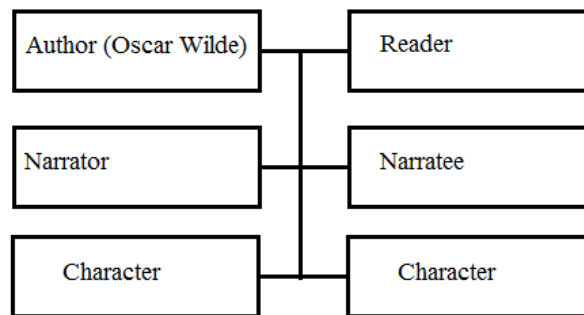 Author (Oscar Wilde)
Reader
Narrator
Narratee
Character
Character